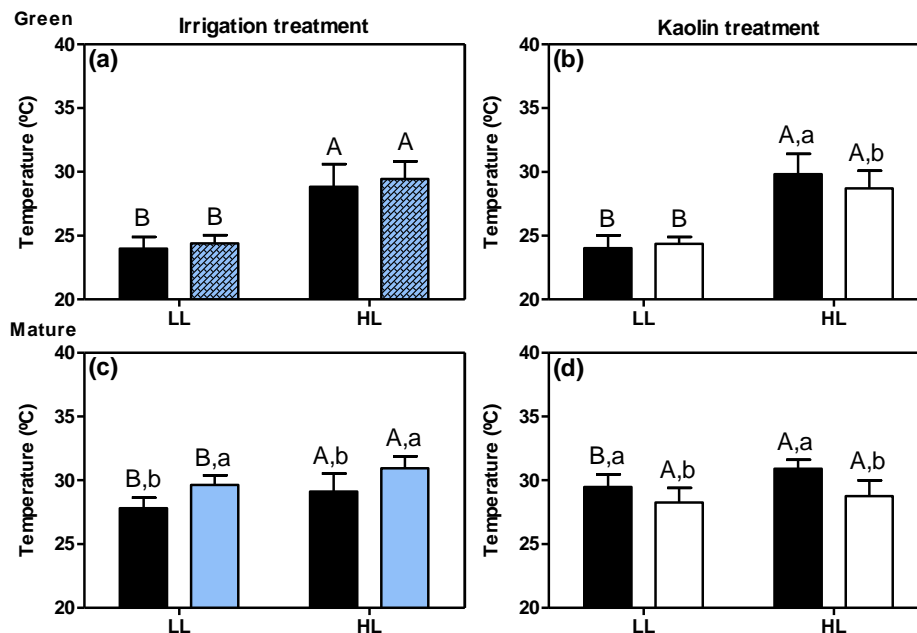 Green
Irrigation treatment
Kaolin treatment
(a)
Temperature (ºC)
40
35
30
25
20
B
B
A
A
LL
HL
(b)
Temperature (ºC)
40
35
30
25
20
B
B
A,a
A,b
LL
HL
Mature
(c)
Temperature (ºC)
40
35
30
25
20
B,b
B,a
A,b
A,a
LL
HL
(d)
Temperature (ºC)
40
35
30
25
20
B,a
A,b
A,a
A,b
LL
HL